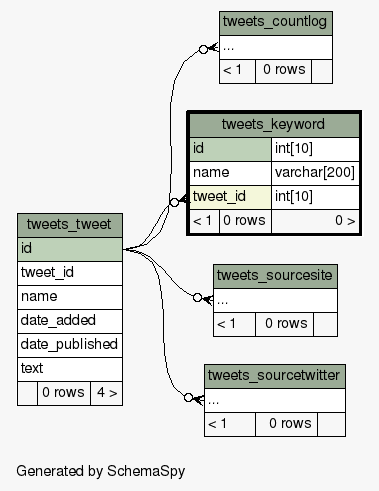 tweets_countlog
...
< 1 0 rows
tweets_keyword
id int[10]
name varchar[200]
tweet_id int[10]
< 1 0 rows 0 >
tweets_tweet
id
tweet_id
name
date_added
date_published
text
0 rows 4 >
tweets_sourcesite
...
< 1 0 rows
tweets_sourcetwitter
...
< 1 0 rows
Generated by SchemaSpy